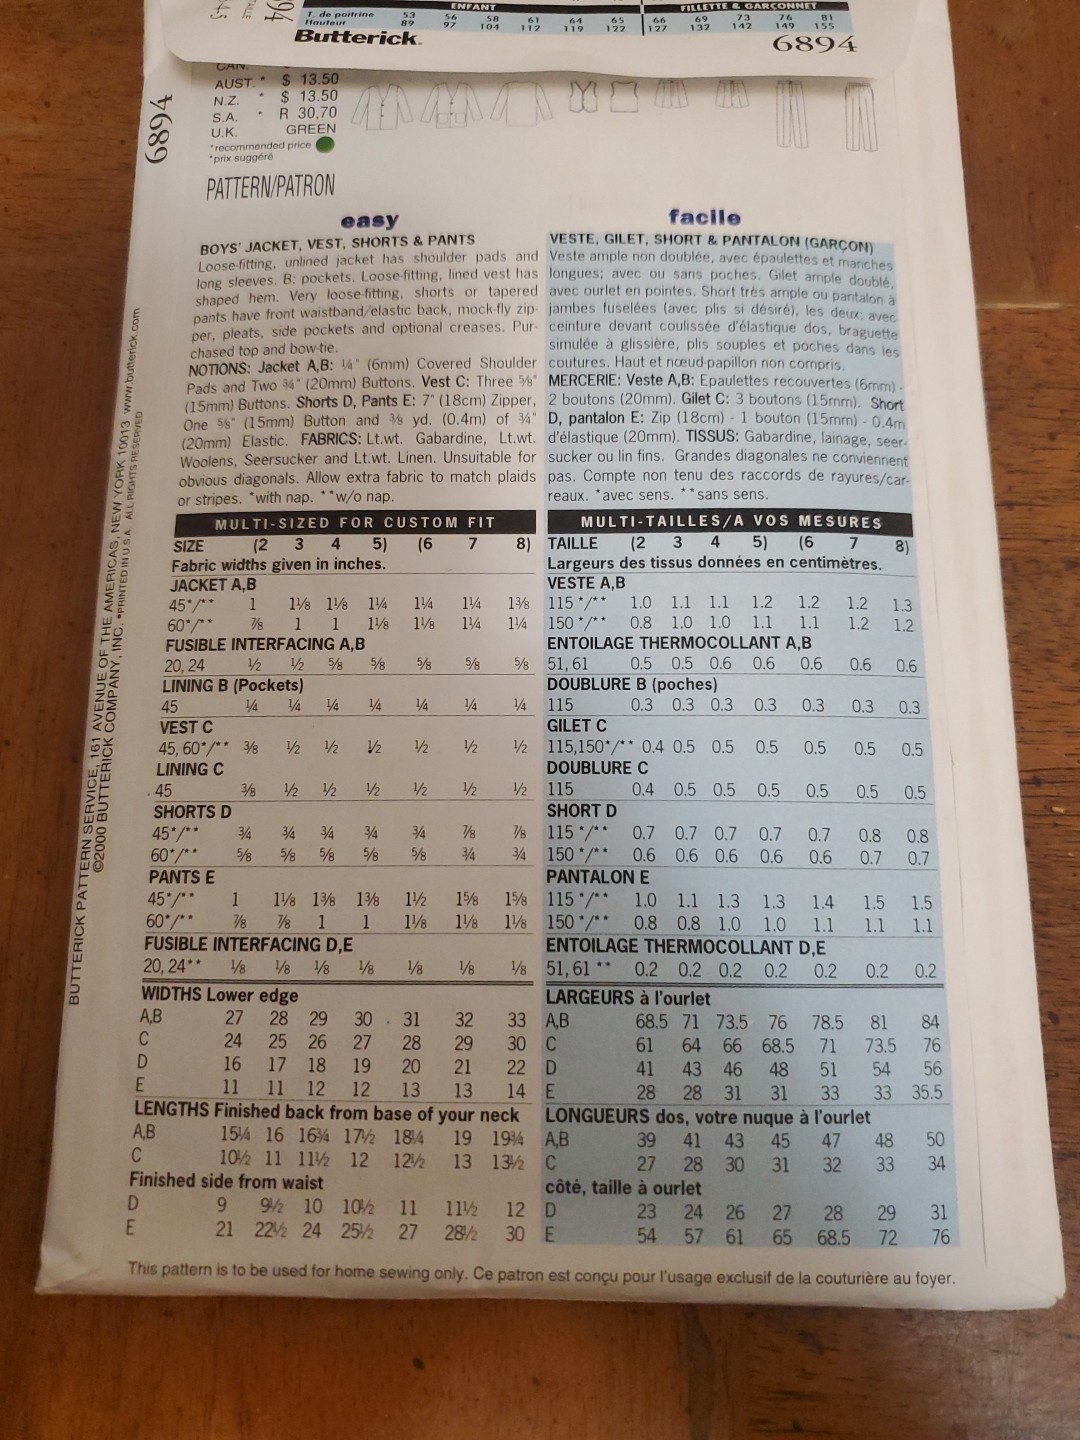 ENFANT
FILLETTE & GARÇONNET
T. de poitrine 53 56 58 61 64 65 66 69 73 76 81
Hauteur 89 97 104 112 119 122 127 132 142 149 155
Butterick
6894
CAN.
AUST.* $ 13.50
N.Z. * $ 13.50
S.A. * R 30,70
U.K. GREEN
*recommended price
*prix suggéré
PATTERN/PATRON
6894
easy
BOYS' JACKET, VEST, SHORTS & PANTS
Loose-fitting, unlined jacket has shoulder pads and
long sleeves. B: pockets. Loose-fitting, lined vest has
shaped hem. Very loose-fitting, shorts or tapered
pants have front waistband/elastic back, mock-fly zip-
per, pleats, side pockets and optional creases. Pur-
chased top and bow-tie.
NOTIONS: Jacket A,B: ¼" (6mm) Covered Shoulder
Pads and Two ¾" (20mm) Buttons. Vest C: Three ⅝"
(15mm) Buttons. Shorts D, Pants E: 7" (18cm) Zipper,
One ⅝" (15mm) Button and ⅜ yd. (0.4m) of ¾"
(20mm) Elastic. FABRICS: Lt.wt. Gabardine, Lt.wt.
Woolens, Seersucker and Lt.wt. Linen. Unsuitable for
obvious diagonals. Allow extra fabric to match plaids
or stripes. *with nap. **w/o nap.
MULTI-SIZED FOR CUSTOM FIT
SIZE (2 3 4 5) (6 7 8)
Fabric widths given in inches.
JACKET A,B
45*/** 1 1⅛ 1⅛ 1¼ 1¼ 1¼ 1⅜
60*/** ⅞ 1 1 1⅛ 1⅛ 1¼ 1¼
FUSIBLE INTERFACING A,B
20, 24 ½ ½ ⅝ ⅝ ⅝ ⅝ ⅝
LINING B (Pockets)
45 ¼ ¼ ¼ ¼ ¼ ¼ ¼
VEST C
45, 60*/** ⅜ ½ ½ ½ ½ ½ ½
LINING C
45 ⅜ ½ ½ ½ ½ ½ ½
SHORTS D
45*/** ¾ ¾ ¾ ¾ ¾ ⅞ ⅞
60*/** ⅝ ⅝ ⅝ ⅝ ⅝ ¾ ¾
PANTS E
45*/** 1 1⅛ 1⅜ 1⅜ 1½ 1⅝ 1⅝
60*/** ⅞ ⅞ 1 1 1⅛ 1⅛ 1⅛
FUSIBLE INTERFACING D,E
20, 24** ⅛ ⅛ ⅛ ⅛ ⅛ ⅛ ⅛
WIDTHS Lower edge
A,B 27 28 29 30 31 32 33
C 24 25 26 27 28 29 30
D 16 17 18 19 20 21 22
E 11 11 12 12 13 13 14
LENGTHS Finished back from base of your neck
A,B 15¼ 16 16¾ 17½ 18¼ 19 19¾
C 10½ 11 11½ 12 12½ 13 13½
Finished side from waist
D 9 9½ 10 10½ 11 11½ 12
E 21 22½ 24 25½ 27 28½ 30
facile
VESTE, GILET, SHORT & PANTALON (GARÇON)
Veste ample non doublée, avec épaulettes et manches
longues; avec ou sans poches. Gilet ample doublé,
avec ourlet en pointes. Short très ample ou pantalon à
jambes fuselées (avec plis si désiré), les deux: avec
ceinture devant coulissée d'élastique dos, braguette
simulée à glissière, plis souples et poches dans les
coutures. Haut et nœud-papillon non compris.
MERCERIE: Veste A,B: Epaulettes recouvertes (6mm) -
2 boutons (20mm). Gilet C: 3 boutons (15mm). Short
D, pantalon E: Zip (18cm) - 1 bouton (15mm) - 0.4m
d'élastique (20mm). TISSUS: Gabardine, lainage, seer-
sucker ou lin fins. Grandes diagonales ne conviennent
pas. Compte non tenu des raccords de rayures/car-
reaux. *avec sens. **sans sens.
MULTI-TAILLES/A VOS MESURES
TAILLE (2 3 4 5) (6 7 8)
Largeurs des tissus données en centimètres.
VESTE A,B
115 */** 1.0 1.1 1.1 1.2 1.2 1.2 1.3
150 */** 0.8 1.0 1.0 1.1 1.1 1.2 1.2
ENTOILAGE THERMOCOLLANT A,B
51, 61 0.5 0.5 0.6 0.6 0.6 0.6 0.6
DOUBLURE B (poches)
115 0.3 0.3 0.3 0.3 0.3 0.3 0.3
GILET C
115,150*/** 0.4 0.5 0.5 0.5 0.5 0.5 0.5
DOUBLURE C
115 0.4 0.5 0.5 0.5 0.5 0.5 0.5
SHORT D
115 */** 0.7 0.7 0.7 0.7 0.7 0.8 0.8
150 */** 0.6 0.6 0.6 0.6 0.6 0.7 0.7
PANTALON E
115 */** 1.0 1.1 1.3 1.3 1.4 1.5 1.5
150 */** 0.8 0.8 1.0 1.0 1.1 1.1 1.1
ENTOILAGE THERMOCOLLANT D,E
51, 61 ** 0.2 0.2 0.2 0.2 0.2 0.2 0.2
LARGEURS à l'ourlet
A,B 68.5 71 73.5 76 78.5 81 84
C 61 64 66 68.5 71 73.5 76
D 41 43 46 48 51 54 56
E 28 28 31 31 33 33 35.5
LONGUEURS dos, votre nuque à l'ourlet
A,B 39 41 43 45 47 48 50
C 27 28 30 31 32 33 34
côté, taille à ourlet
D 23 24 26 27 28 29 31
E 54 57 61 65 68.5 72 76
This pattern is to be used for home sewing only. Ce patron est conçu pour l'usage exclusif de la couturière au foyer.
BUTTERICK PATTERN SERVICE, 161 AVENUE OF THE AMERICAS, NEW YORK 10013 www.butterick.com
©2000 BUTTERICK COMPANY, INC. •PRINTED IN U.S.A ALL RIGHTS RESERVED